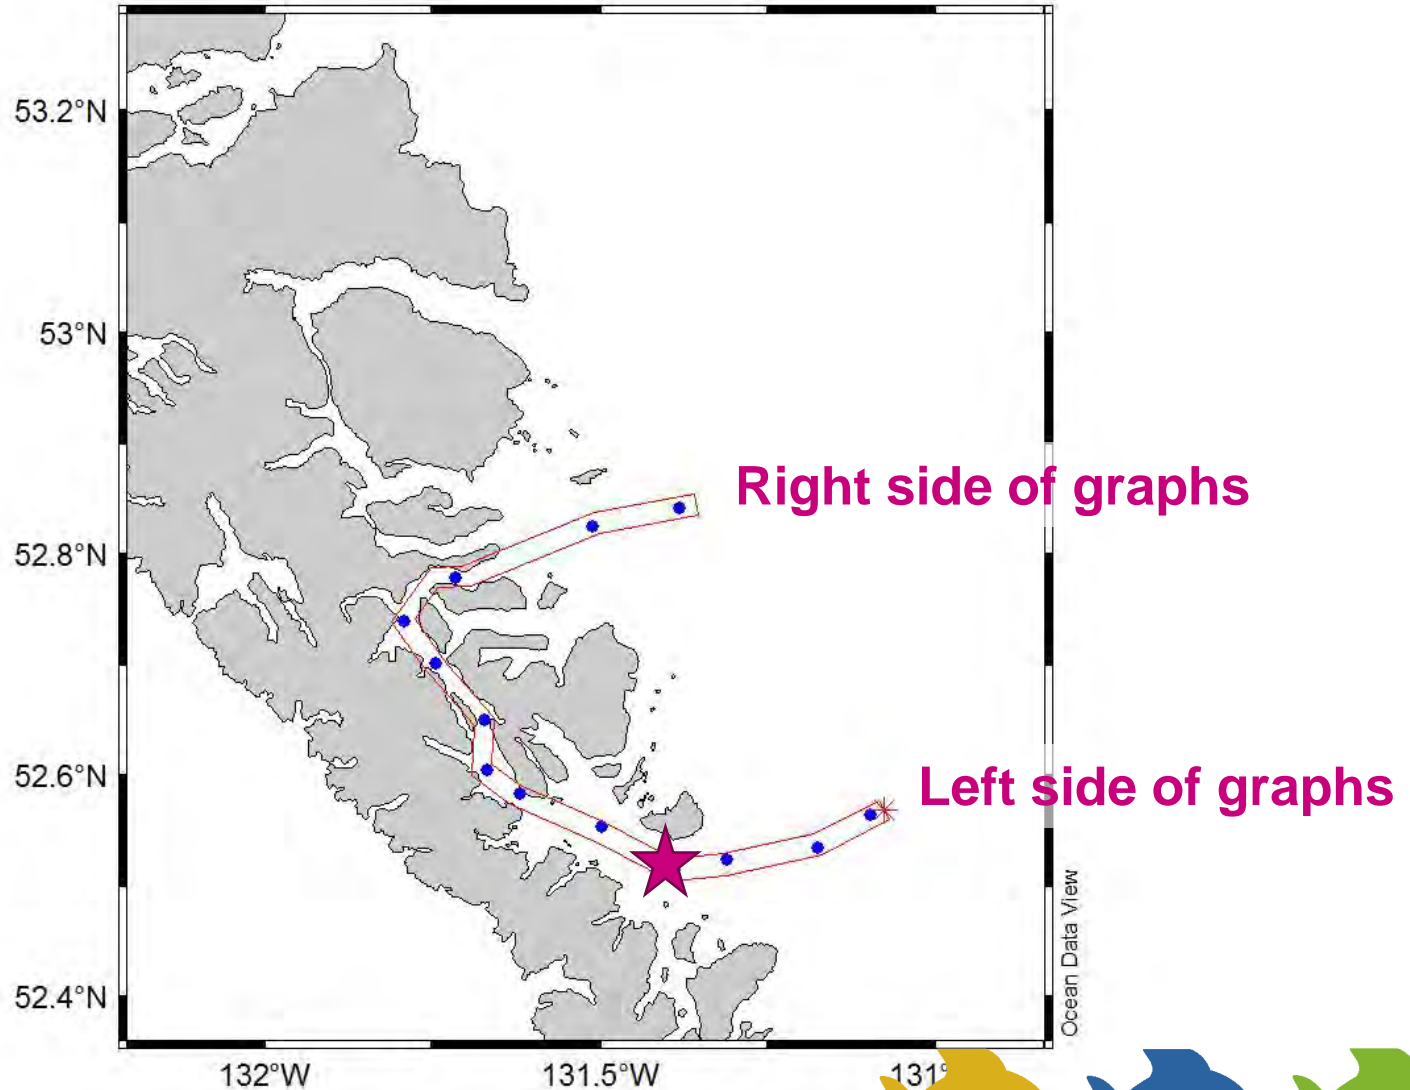 53.2°N
53°N
Right side of graphs
52.8°N
Left side of graphs
52.6°N
Ocean Data View
52.4°N
132°W
131.5°W
131°